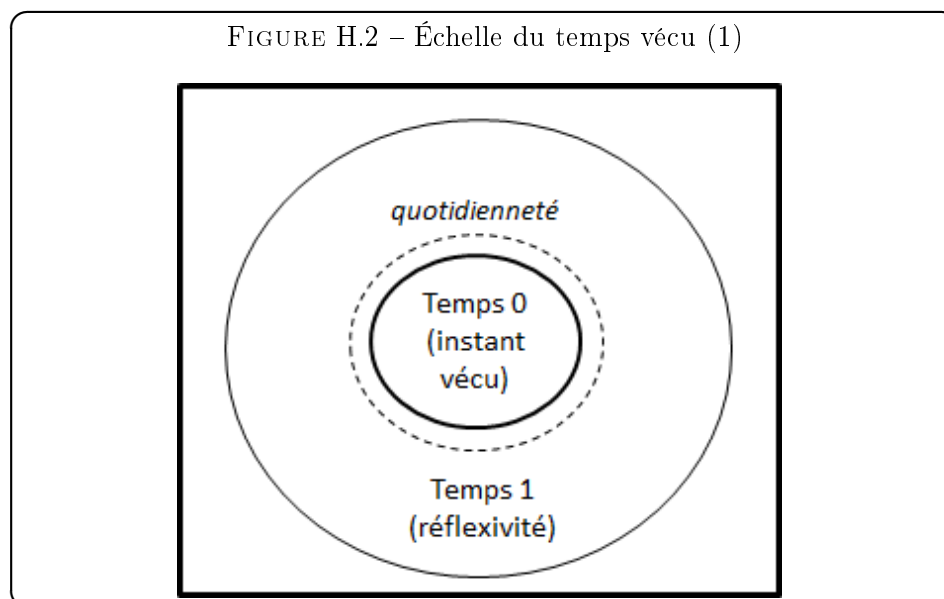 FIGURE H.2 – Échelle du temps vécu (1)
quotidienneté
Temps 0
(instant
vécu)
Temps 1
(réflexivité)